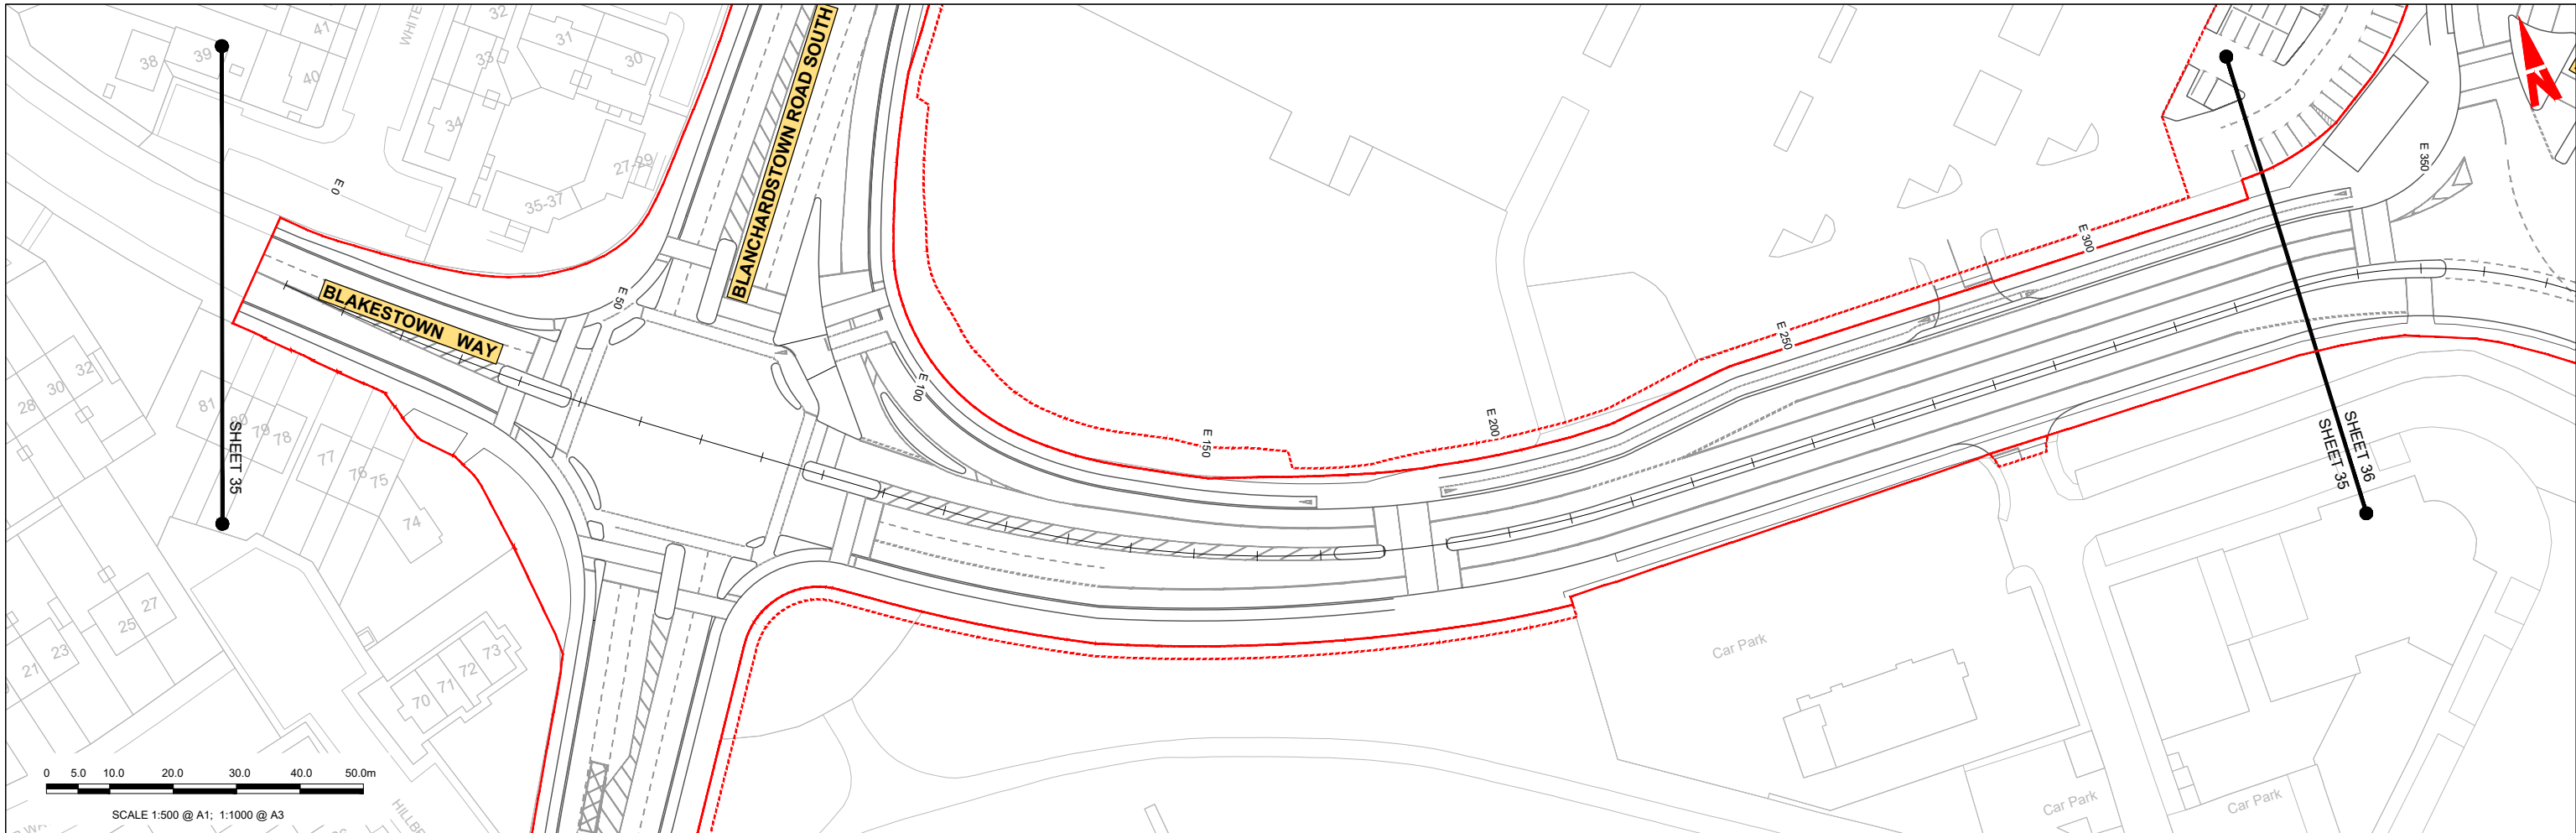 38
39
41
40
32
31
33
30
34
27-29
35-37
BLANCHARDSTOWN ROAD SOUTH
N
E 0
E 50
E 100
E 150
E 200
E 250
E 300
E 350
BLAKESTOWN WAY
32
30
28
81
80
79
78
77
76
75
74
SHEET 35
SHEET 36
SHEET 35
27
25
23
21
73
72
71
70
Car Park
Car Park
Car Park
0 5.0 10.0 20.0 30.0 40.0 50.0m
SCALE 1:500 @ A1; 1:1000 @ A3